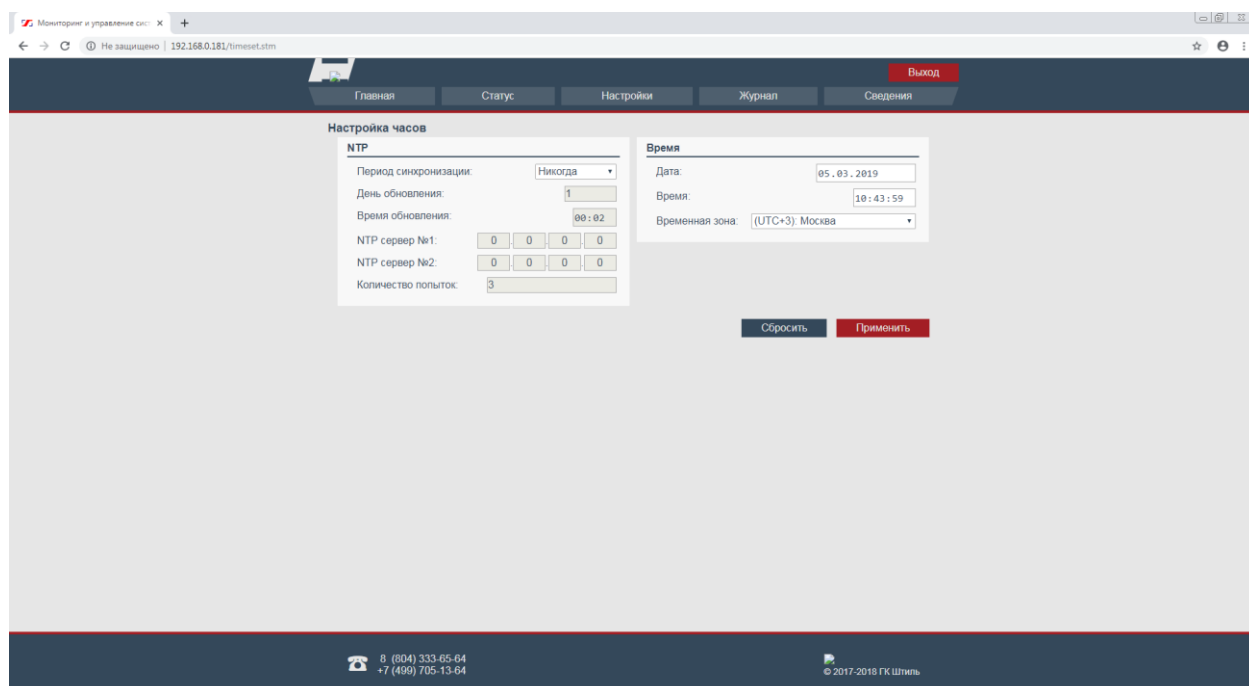 Мониторинг и управление сист
Не защищено | 192.168.0.181/timeset.stm
Выход
Главная Статус Настройки Журнал Сведения
Настройка часов
NTP
Период синхронизации: Никогда
День обновления: 1
Время обновления: 00:02
NTP сервер №1: 0 . 0 . 0 . 0
NTP сервер №2: 0 . 0 . 0 . 0
Количество попыток: 3
Время
Дата: 05.03.2019
Время: 10:43:59
Временная зона: (UTC+3): Москва
Сбросить Применить
8 (804) 333-65-64
+7 (499) 705-13-64
© 2017-2018 ГК Штиль